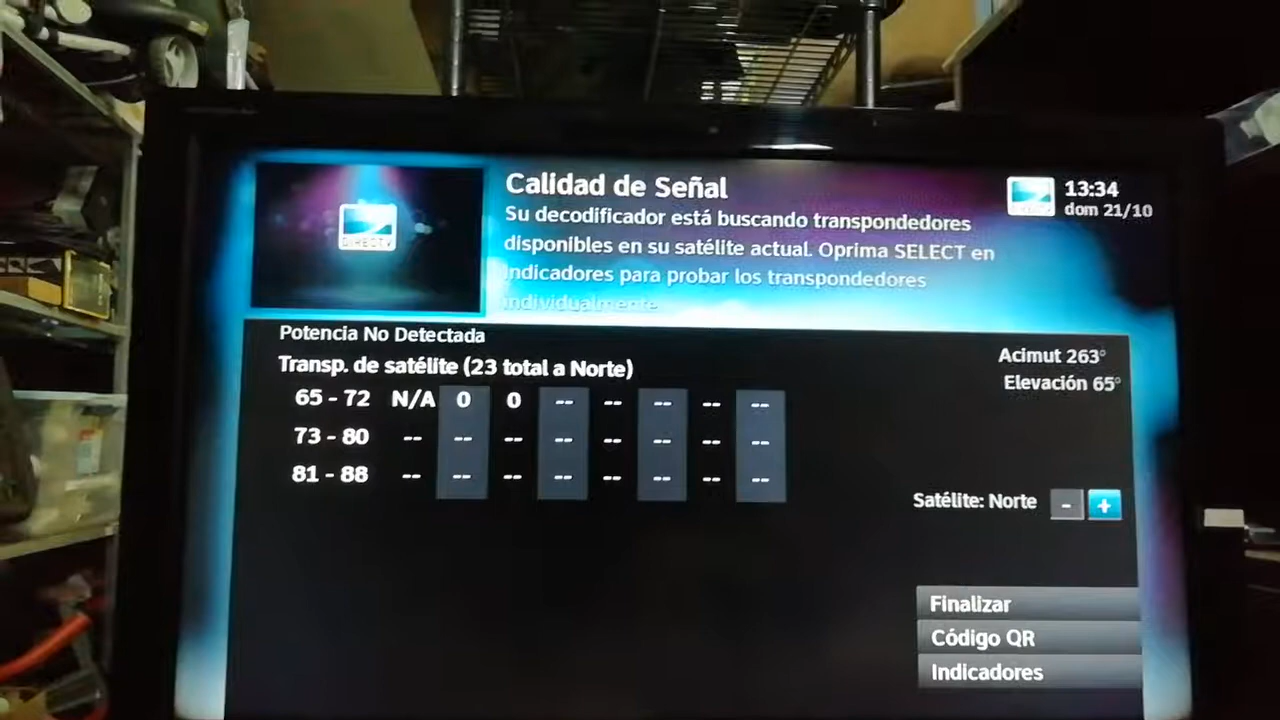 Calidad de Señal
Su decodificador está buscando transpondedores
disponibles en su satélite actual. Oprima SELECT en
indicadores para probar los transpondedores
individualmente
DIRECTV
13:34
dom 21/10
Potencia No Detectada
Transp. de satélite (23 total a Norte)
65 - 72 N/A 0 0 -- -- -- -- --
73 - 80 -- -- -- -- -- -- -- --
81 - 88 -- -- -- -- -- -- -- --
Acimut 263°
Elevación 65°
Satélite: Norte - +
Finalizar
Código QR
Indicadores